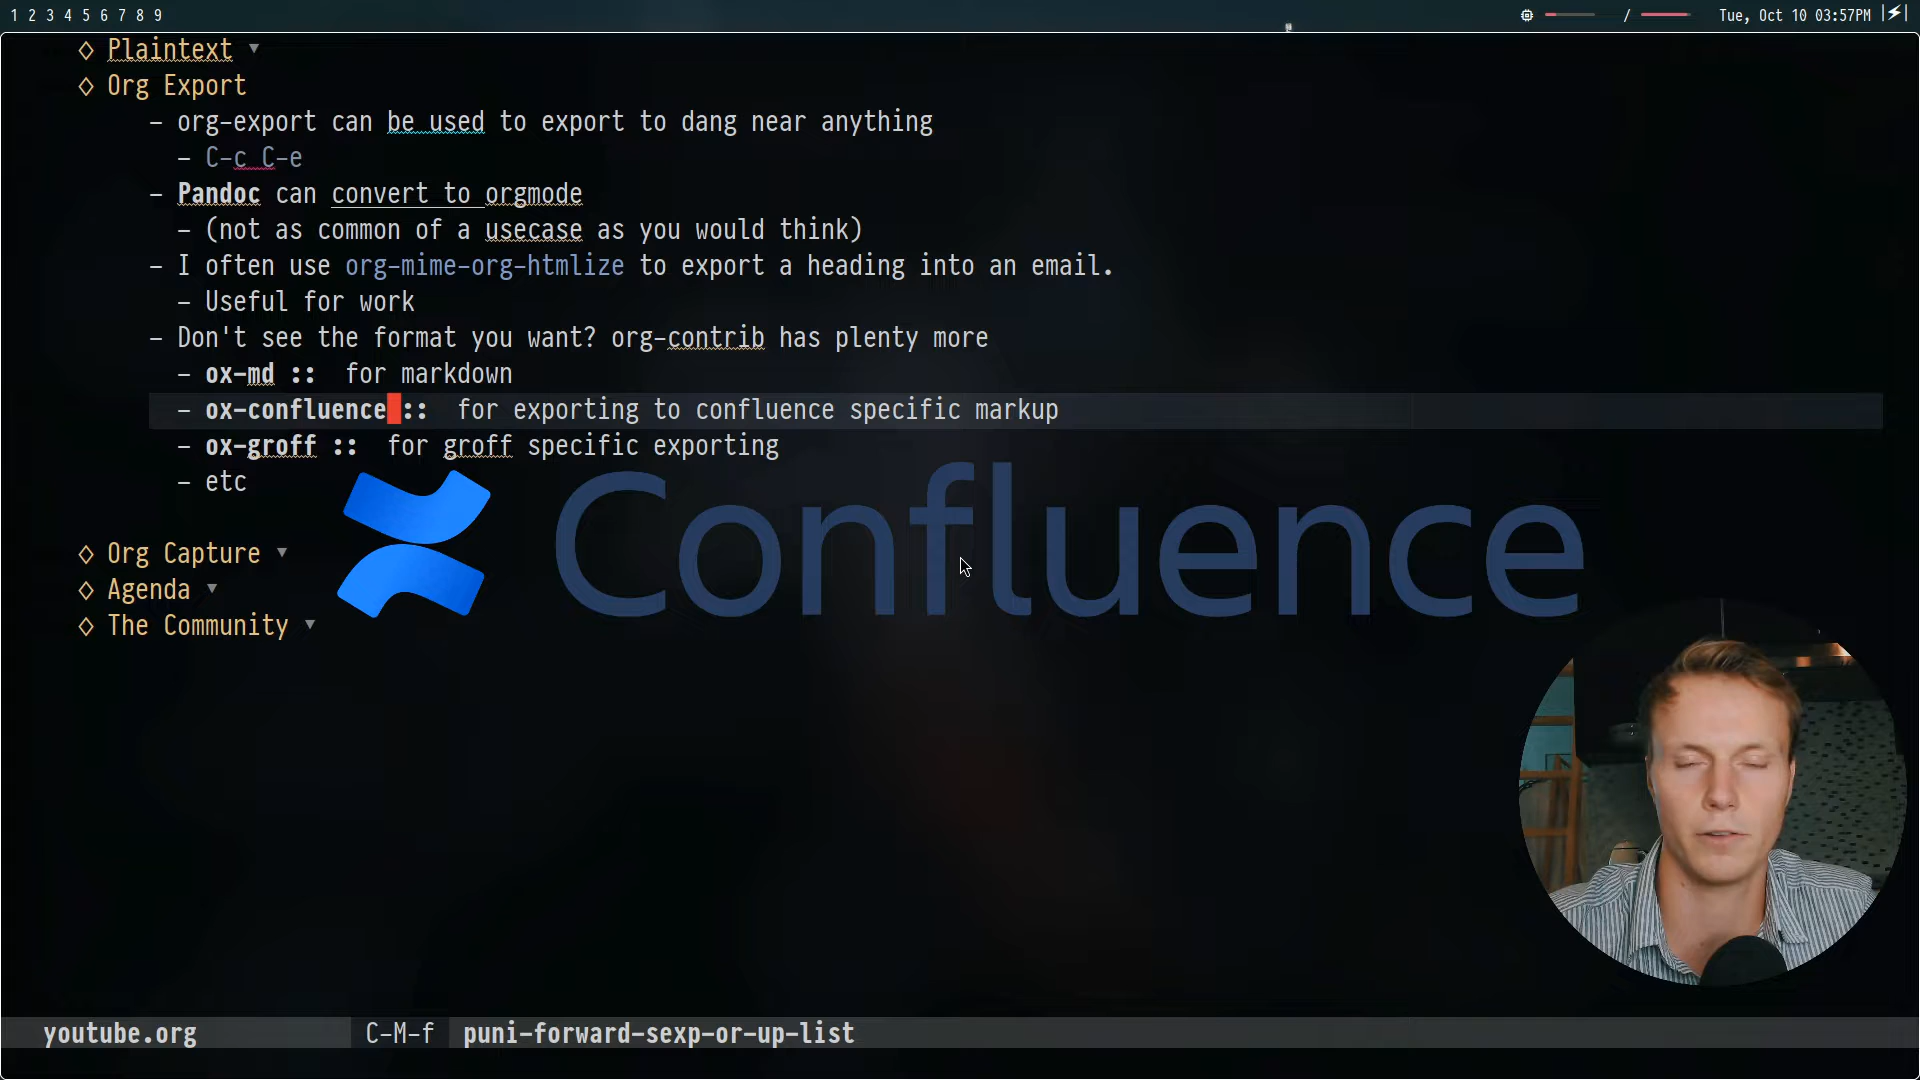 1 2 3 4 5 6 7 8 9
/ Tue, Oct 10 03:57PM
◇ Plaintext ▾
◇ Org Export
– org-export can be used to export to dang near anything
– C-c C-e
– Pandoc can convert to orgmode
– (not as common of a usecase as you would think)
– I often use org-mime-org-htmlize to export a heading into an email.
– Useful for work
– Don't see the format you want? org-contrib has plenty more
– ox-md :: for markdown
– ox-confluence :: for exporting to confluence specific markup
– ox-groff :: for groff specific exporting
– etc
Confluence
◇ Org Capture ▾
◇ Agenda ▾
◇ The Community ▾
youtube.org C-M-f puni-forward-sexp-or-up-list